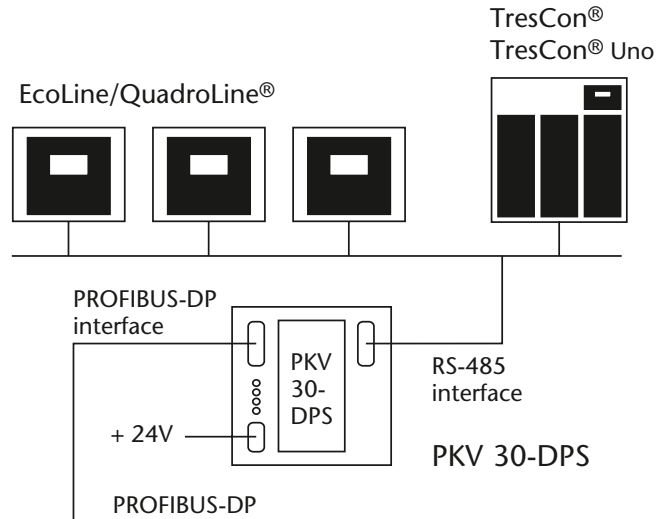 TresCon®
TresCon® Uno
EcoLine/QuadroLine®
PROFIBUS-DP
interface
PKV
30-
DPS
RS-485
interface
+ 24V
PKV 30-DPS
PROFIBUS-DP